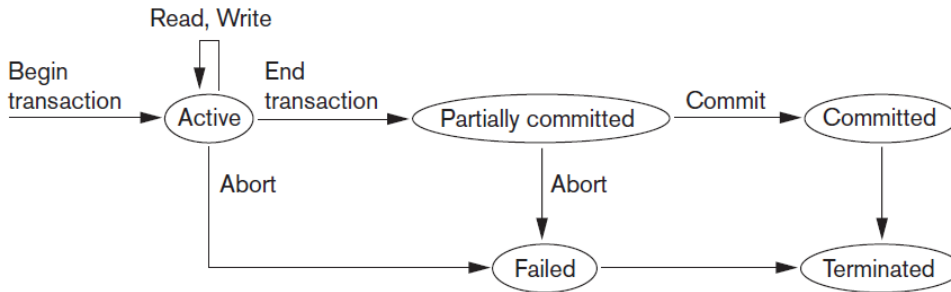 Read, Write
Begin
transaction
End
transaction
Active
Partially committed
Commit
Committed
Abort
Abort
Failed
Terminated